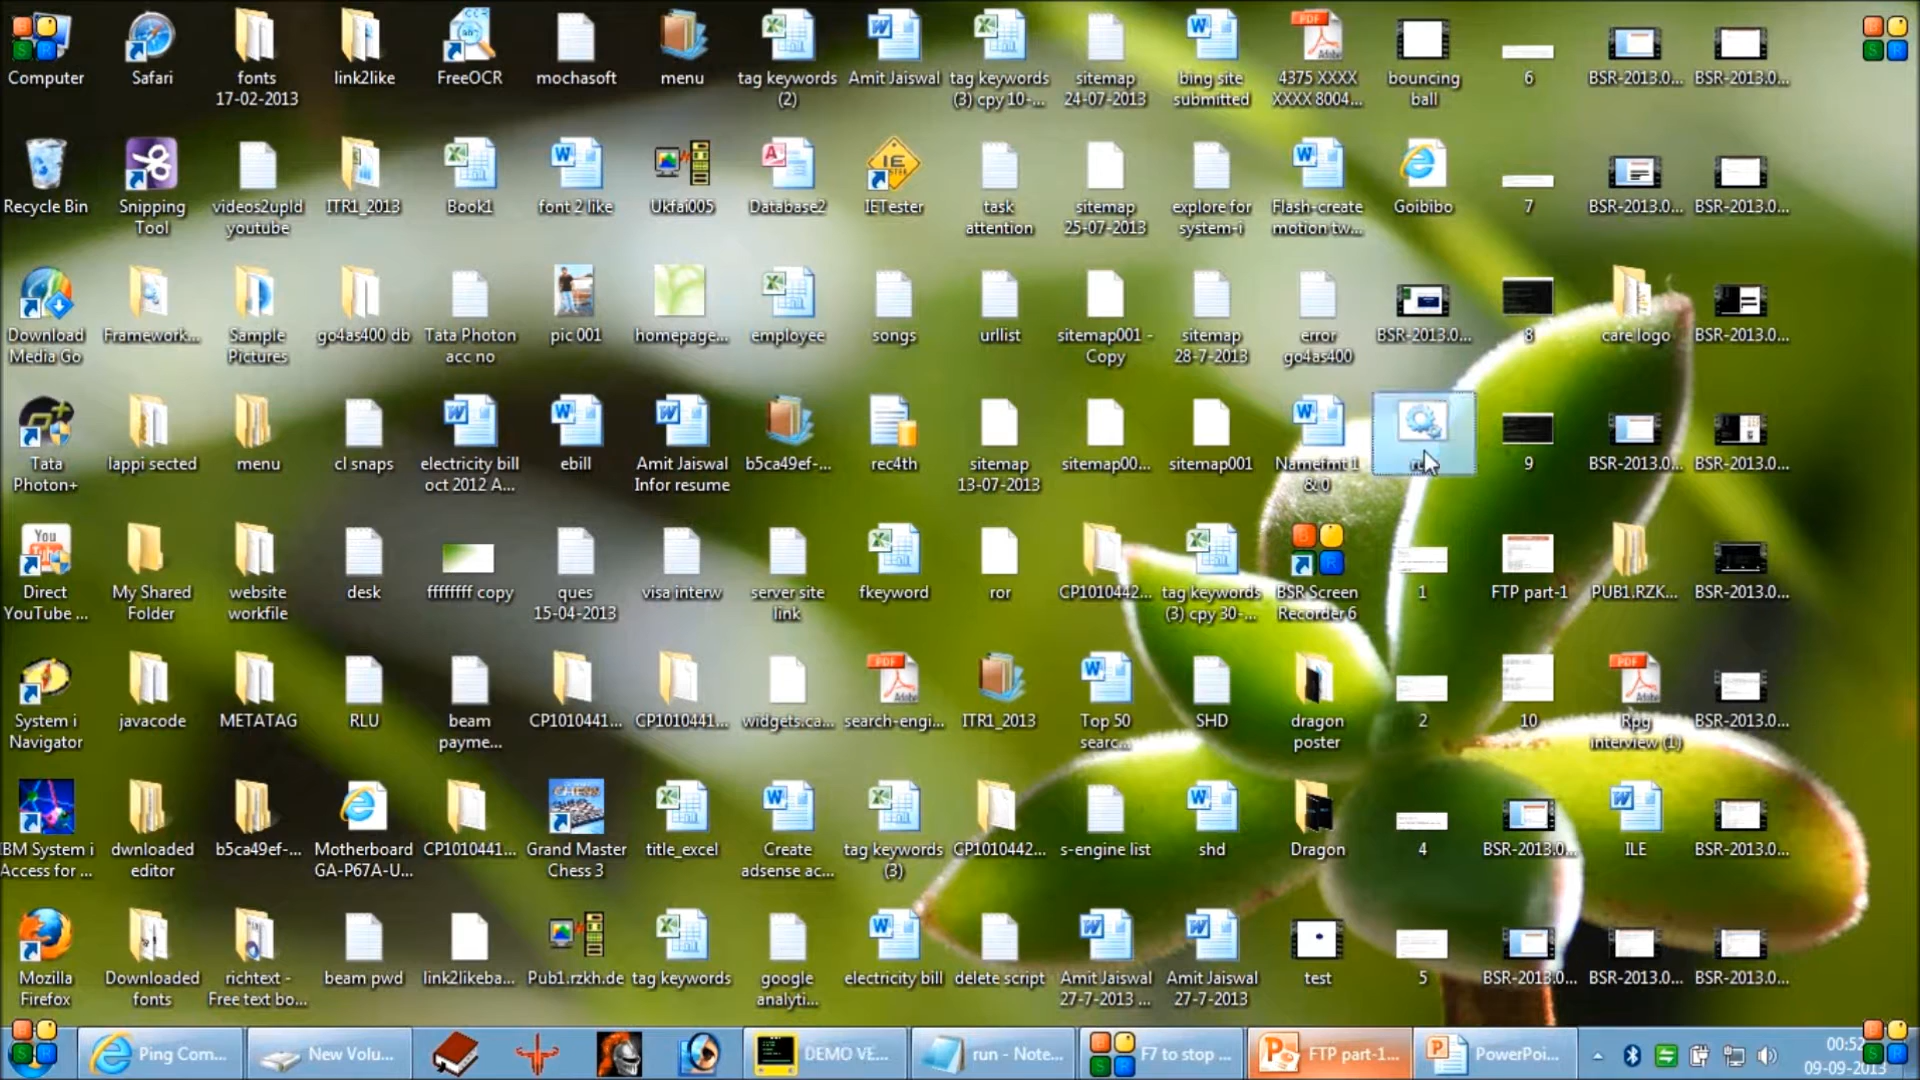 Computer
Safari
fonts
17-02-2013
link2like
FreeOCR
mochasoft
menu
tag keywords
(2)
Amit Jaiswal
tag keywords
(3) cpy 10-...
sitemap
24-07-2013
bing site
submitted
4375 XXXX
XXXX 8004...
bouncing
ball
6
BSR-2013.0...
BSR-2013.0...
Recycle Bin
Snipping
Tool
videos2upld
youtube
ITR1_2013
Book1
font 2 like
Ukfai005
Database2
IETester
task
attention
sitemap
25-07-2013
explore for
system-i
Flash-create
motion tw...
Goibibo
7
BSR-2013.0...
BSR-2013.0...
Download
Media Go
Framework...
Sample
Pictures
go4as400 db
Tata Photon
acc no
pic 001
homepage...
employee
songs
urllist
sitemap001 -
Copy
sitemap
28-7-2013
error
go4as400
BSR-2013.0...
8
care logo
BSR-2013.0...
Tata
Photon+
lappi sected
menu
cl snaps
electricity bill
oct 2012 A...
ebill
Amit Jaiswal
Infor resume
b5ca49ef-...
rec4th
sitemap
13-07-2013
sitemap00...
sitemap001
Namefmt 1
& 0
9
BSR-2013.0...
BSR-2013.0...
Direct
YouTube ...
My Shared
Folder
website
workfile
desk
ffffffff copy
ques
15-04-2013
visa interw
server site
link
fkeyword
ror
CP1010442...
tag keywords
(3) cpy 30-...
BSR Screen
Recorder 6
1
FTP part-1
PUB1.RZK...
BSR-2013.0...
System i
Navigator
javacode
METATAG
RLU
beam
payme...
CP1010441...
CP1010441...
widgets.ca...
search-engi...
ITR1_2013
Top 50
searc...
SHD
dragon
poster
2
10
Rpg
interview (1)
BSR-2013.0...
IBM System i
Access for ...
dwnloaded
editor
b5ca49ef-...
Motherboard
GA-P67A-U...
CP1010441...
Grand Master
Chess 3
title_excel
Create
adsense ac...
tag keywords
(3)
CP1010442...
s-engine list
shd
Dragon
4
BSR-2013.0...
ILE
BSR-2013.0...
Mozilla
Firefox
Downloaded
fonts
richtext -
Free text bo...
beam pwd
link2likeba...
Pub1.rzkh.de
tag keywords
google
analyti...
electricity bill
delete script
Amit Jaiswal
27-7-2013 ...
Amit Jaiswal
27-7-2013
test
5
BSR-2013.0...
BSR-2013.0...
BSR-2013.0...
Ping Com...
New Volu...
DEMO VE...
run - Note...
F7 to stop ...
FTP part-1...
PowerPoi...
00:52
09-09-2013